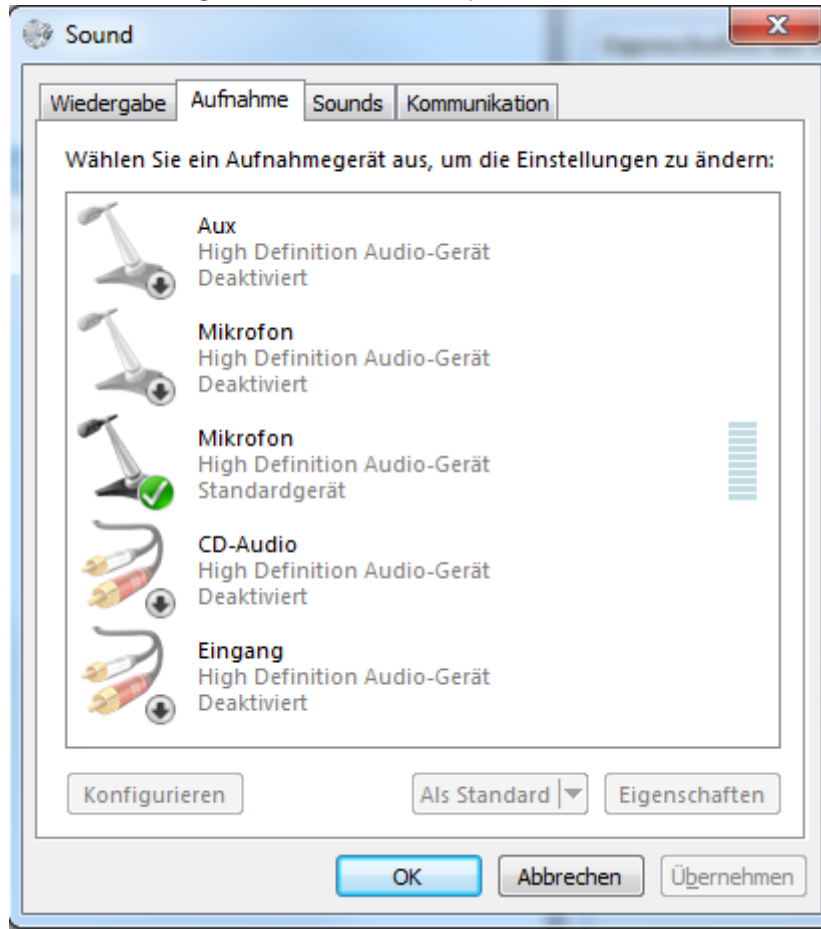 Sound
Wiedergabe Aufnahme Sounds Kommunikation
Wählen Sie ein Aufnahmegerät aus, um die Einstellungen zu ändern:
Aux
High Definition Audio-Gerät
Deaktiviert
Mikrofon
High Definition Audio-Gerät
Deaktiviert
Mikrofon
High Definition Audio-Gerät
Standardgerät
CD-Audio
High Definition Audio-Gerät
Deaktiviert
Eingang
High Definition Audio-Gerät
Deaktiviert
Konfigurieren Als Standard Eigenschaften
OK Abbrechen Übernehmen